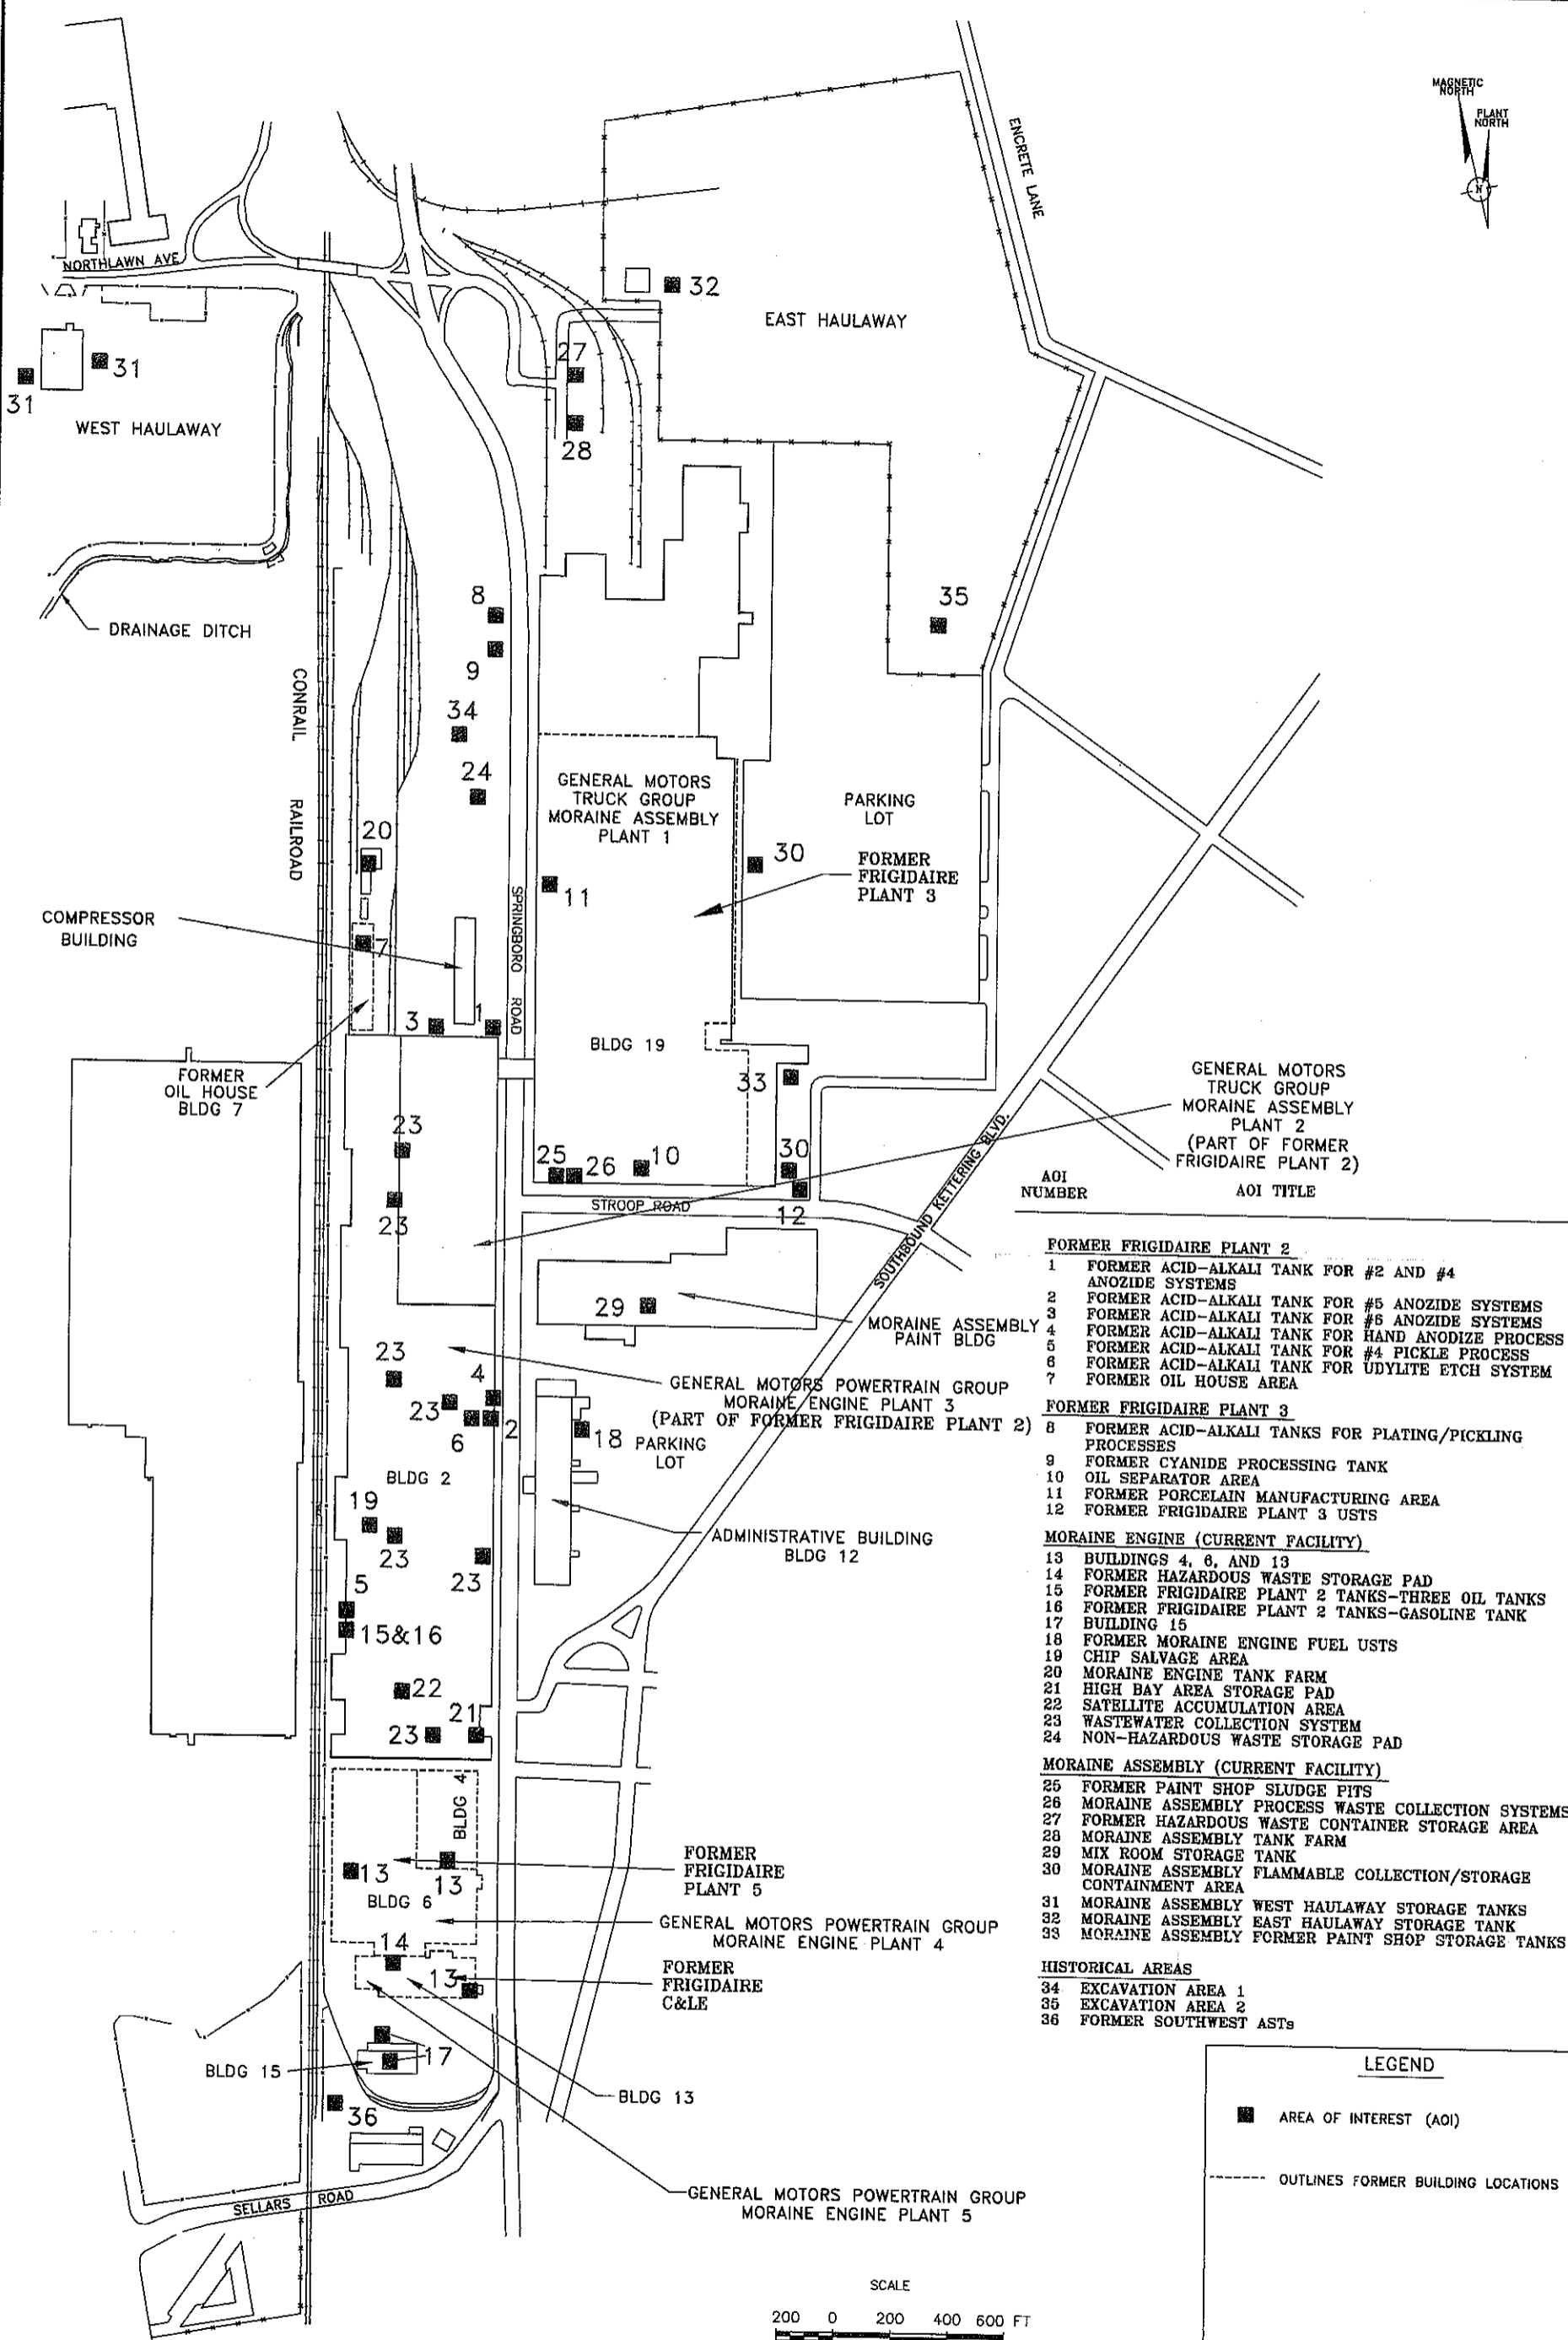 MAGNETIC
NORTH
PLANT
NORTH
N
ENCRETE LANE
NORTHLAWN AVE
32
EAST HAULAWAY
27
31
31
WEST HAULAWAY
28
35
8
DRAINAGE DITCH
9
CONRAIL RAILROAD
34
24
GENERAL MOTORS
TRUCK GROUP
MORAINE ASSEMBLY
PLANT 1
PARKING
LOT
20
30
FORMER
FRIGIDAIRE
PLANT 3
11
SPRINGBORO ROAD
COMPRESSOR
BUILDING
7
3
1
BLDG 19
FORMER
OIL HOUSE
BLDG 7
33
GENERAL MOTORS
TRUCK GROUP
MORAINE ASSEMBLY
PLANT 2
(PART OF FORMER
FRIGIDAIRE PLANT 2)
23
25
26
10
30
23
STROOP ROAD
12
SOUTHBOUND KETTERING BLVD.
29
MORAINE ASSEMBLY
PAINT BLDG
23
4
GENERAL MOTORS POWERTRAIN GROUP
MORAINE ENGINE PLANT 3
(PART OF FORMER FRIGIDAIRE PLANT 2)
23
6
2
18
PARKING
LOT
BLDG 2
19
23
23
ADMINISTRATIVE BUILDING
BLDG 12
5
15&16
22
23
21
BLDG 4
FORMER
FRIGIDAIRE
PLANT 5
13
13
BLDG 6
GENERAL MOTORS POWERTRAIN GROUP
MORAINE ENGINE PLANT 4
14
13
FORMER
FRIGIDAIRE
C&LE
17
BLDG 15
BLDG 13
36
SELLARS ROAD
GENERAL MOTORS POWERTRAIN GROUP
MORAINE ENGINE PLANT 5
AOI
NUMBER
AOI TITLE
FORMER FRIGIDAIRE PLANT 2
1 FORMER ACID-ALKALI TANK FOR #2 AND #4
ANOZIDE SYSTEMS
2 FORMER ACID-ALKALI TANK FOR #5 ANOZIDE SYSTEMS
3 FORMER ACID-ALKALI TANK FOR #6 ANOZIDE SYSTEMS
4 FORMER ACID-ALKALI TANK FOR HAND ANODIZE PROCESS
5 FORMER ACID-ALKALI TANK FOR #4 PICKLE PROCESS
6 FORMER ACID-ALKALI TANK FOR UDYLITE ETCH SYSTEM
7 FORMER OIL HOUSE AREA
FORMER FRIGIDAIRE PLANT 3
8 FORMER ACID-ALKALI TANKS FOR PLATING/PICKLING
PROCESSES
9 FORMER CYANIDE PROCESSING TANK
10 OIL SEPARATOR AREA
11 FORMER PORCELAIN MANUFACTURING AREA
12 FORMER FRIGIDAIRE PLANT 3 USTS
MORAINE ENGINE (CURRENT FACILITY)
13 BUILDINGS 4, 6, AND 13
14 FORMER HAZARDOUS WASTE STORAGE PAD
15 FORMER FRIGIDAIRE PLANT 2 TANKS-THREE OIL TANKS
16 FORMER FRIGIDAIRE PLANT 2 TANKS-GASOLINE TANK
17 BUILDING 15
18 FORMER MORAINE ENGINE FUEL USTS
19 CHIP SALVAGE AREA
20 MORAINE ENGINE TANK FARM
21 HIGH BAY AREA STORAGE PAD
22 SATELLITE ACCUMULATION AREA
23 WASTEWATER COLLECTION SYSTEM
24 NON-HAZARDOUS WASTE STORAGE PAD
MORAINE ASSEMBLY (CURRENT FACILITY)
25 FORMER PAINT SHOP SLUDGE PITS
26 MORAINE ASSEMBLY PROCESS WASTE COLLECTION SYSTEMS
27 FORMER HAZARDOUS WASTE CONTAINER STORAGE AREA
28 MORAINE ASSEMBLY TANK FARM
29 MIX ROOM STORAGE TANK
30 MORAINE ASSEMBLY FLAMMABLE COLLECTION/STORAGE
CONTAINMENT AREA
31 MORAINE ASSEMBLY WEST HAULAWAY STORAGE TANKS
32 MORAINE ASSEMBLY EAST HAULAWAY STORAGE TANK
33 MORAINE ASSEMBLY FORMER PAINT SHOP STORAGE TANKS
HISTORICAL AREAS
34 EXCAVATION AREA 1
35 EXCAVATION AREA 2
36 FORMER SOUTHWEST ASTs
LEGEND
AREA OF INTEREST (AOI)
OUTLINES FORMER BUILDING LOCATIONS
SCALE
200 0 200 400 600 FT